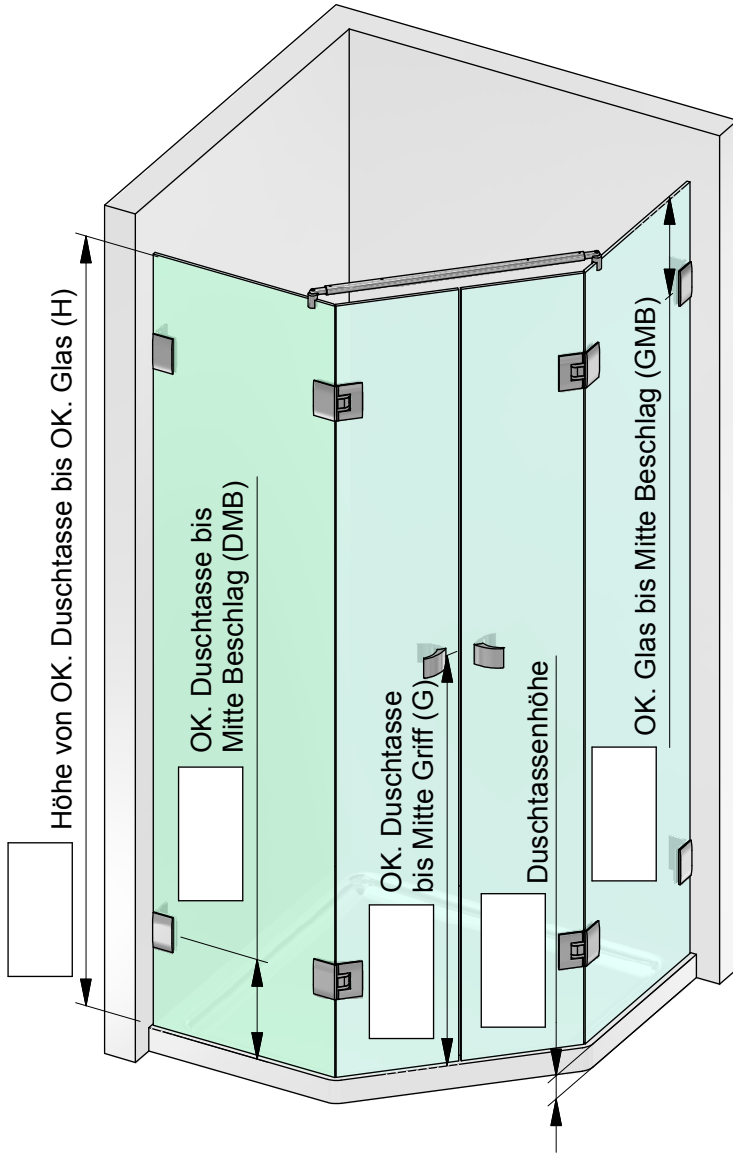 Höhe von OK. Duschtasse bis OK. Glas (H)
OK. Duschtasse bis
Mitte Beschlag (DMB)
OK. Duschtasse
bis Mitte Griff (G)
Duschtassenhöhe
OK. Glas bis Mitte Beschlag (GMB)